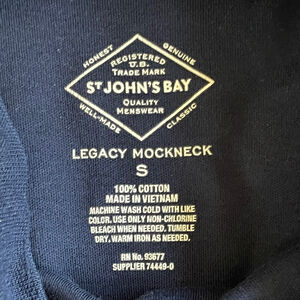 HONEST
GENUINE
REGISTERED
U.S.
TRADE MARK
ST JOHN'S BAY
QUALITY
MENSWEAR
WELL-MADE
CLASSIC
LEGACY MOCKNECK
S
100% COTTON
MADE IN VIETNAM
MACHINE WASH COLD WITH LIKE
COLOR. USE ONLY NON-CHLORINE
BLEACH WHEN NEEDED. TUMBLE
DRY. WARM IRON AS NEEDED.
RN No. 93677
SUPPLIER 74449-0